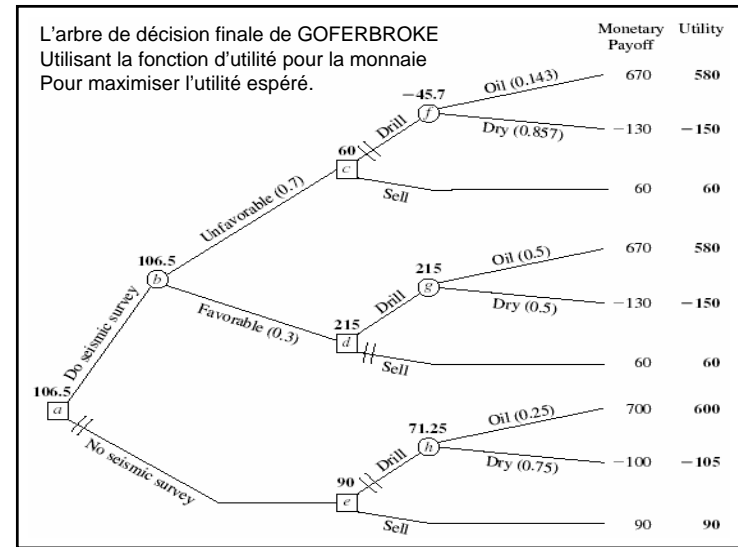 L'arbre de décision finale de GOFERBROKE
Utilisant la fonction d'utilité pour la monnaie
Pour maximiser l'utilité espéré.
Monetary Payoff
Utility
Oil (0.143)
670
580
−45.7
f
Drill
Dry (0.857)
−130
−150
60
c
Sell
60
60
Unfavorable (0.7)
Oil (0.5)
670
580
106.5
b
215
g
Drill
Dry (0.5)
−130
−150
Favorable (0.3)
215
d
Sell
60
60
Do seismic survey
106.5
a
Oil (0.25)
700
600
71.25
h
No seismic survey
Drill
Dry (0.75)
−100
−105
90
e
Sell
90
90